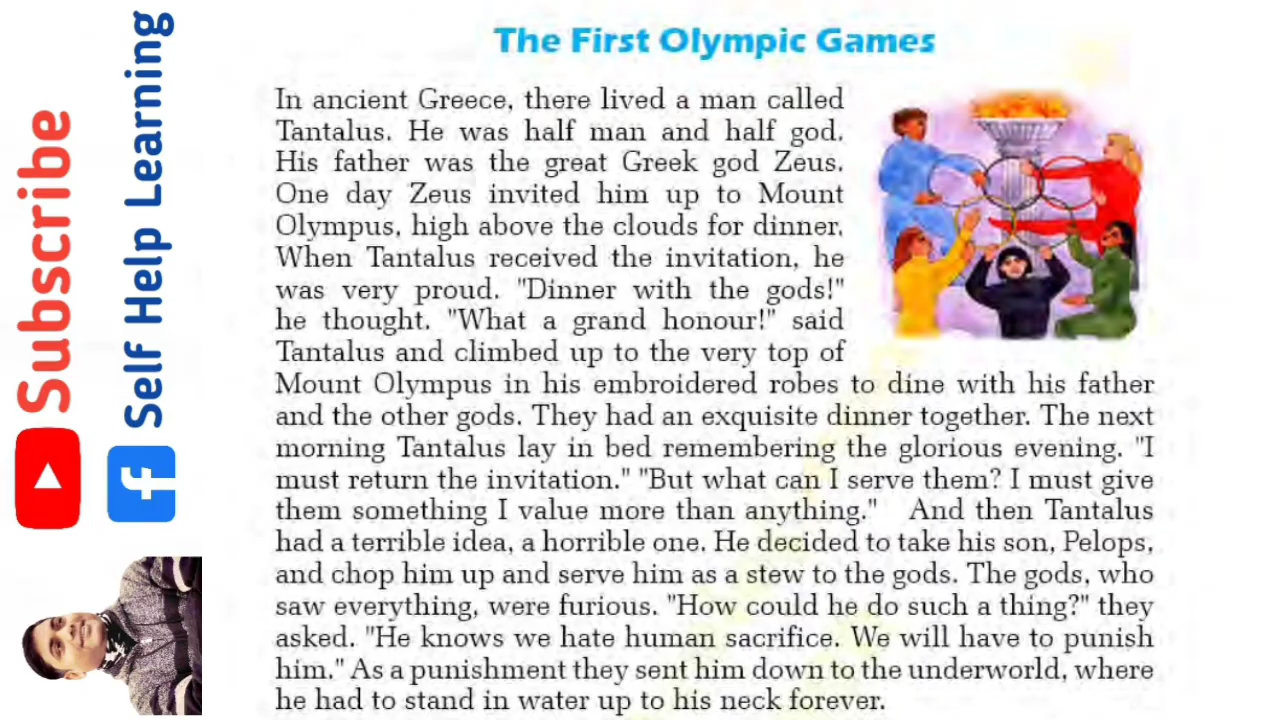 Subscribe
Self Help Learning
The First Olympic Games
In ancient Greece, there lived a man called
Tantalus. He was half man and half god.
His father was the great Greek god Zeus.
One day Zeus invited him up to Mount
Olympus, high above the clouds for dinner.
When Tantalus received the invitation, he
was very proud. "Dinner with the gods!"
he thought. "What a grand honour!" said
Tantalus and climbed up to the very top of
Mount Olympus in his embroidered robes to dine with his father
and the other gods. They had an exquisite dinner together. The next
morning Tantalus lay in bed remembering the glorious evening. "I
must return the invitation." "But what can I serve them? I must give
them something I value more than anything." And then Tantalus
had a terrible idea, a horrible one. He decided to take his son, Pelops,
and chop him up and serve him as a stew to the gods. The gods, who
saw everything, were furious. "How could he do such a thing?" they
asked. "He knows we hate human sacrifice. We will have to punish
him." As a punishment they sent him down to the underworld, where
he had to stand in water up to his neck forever.